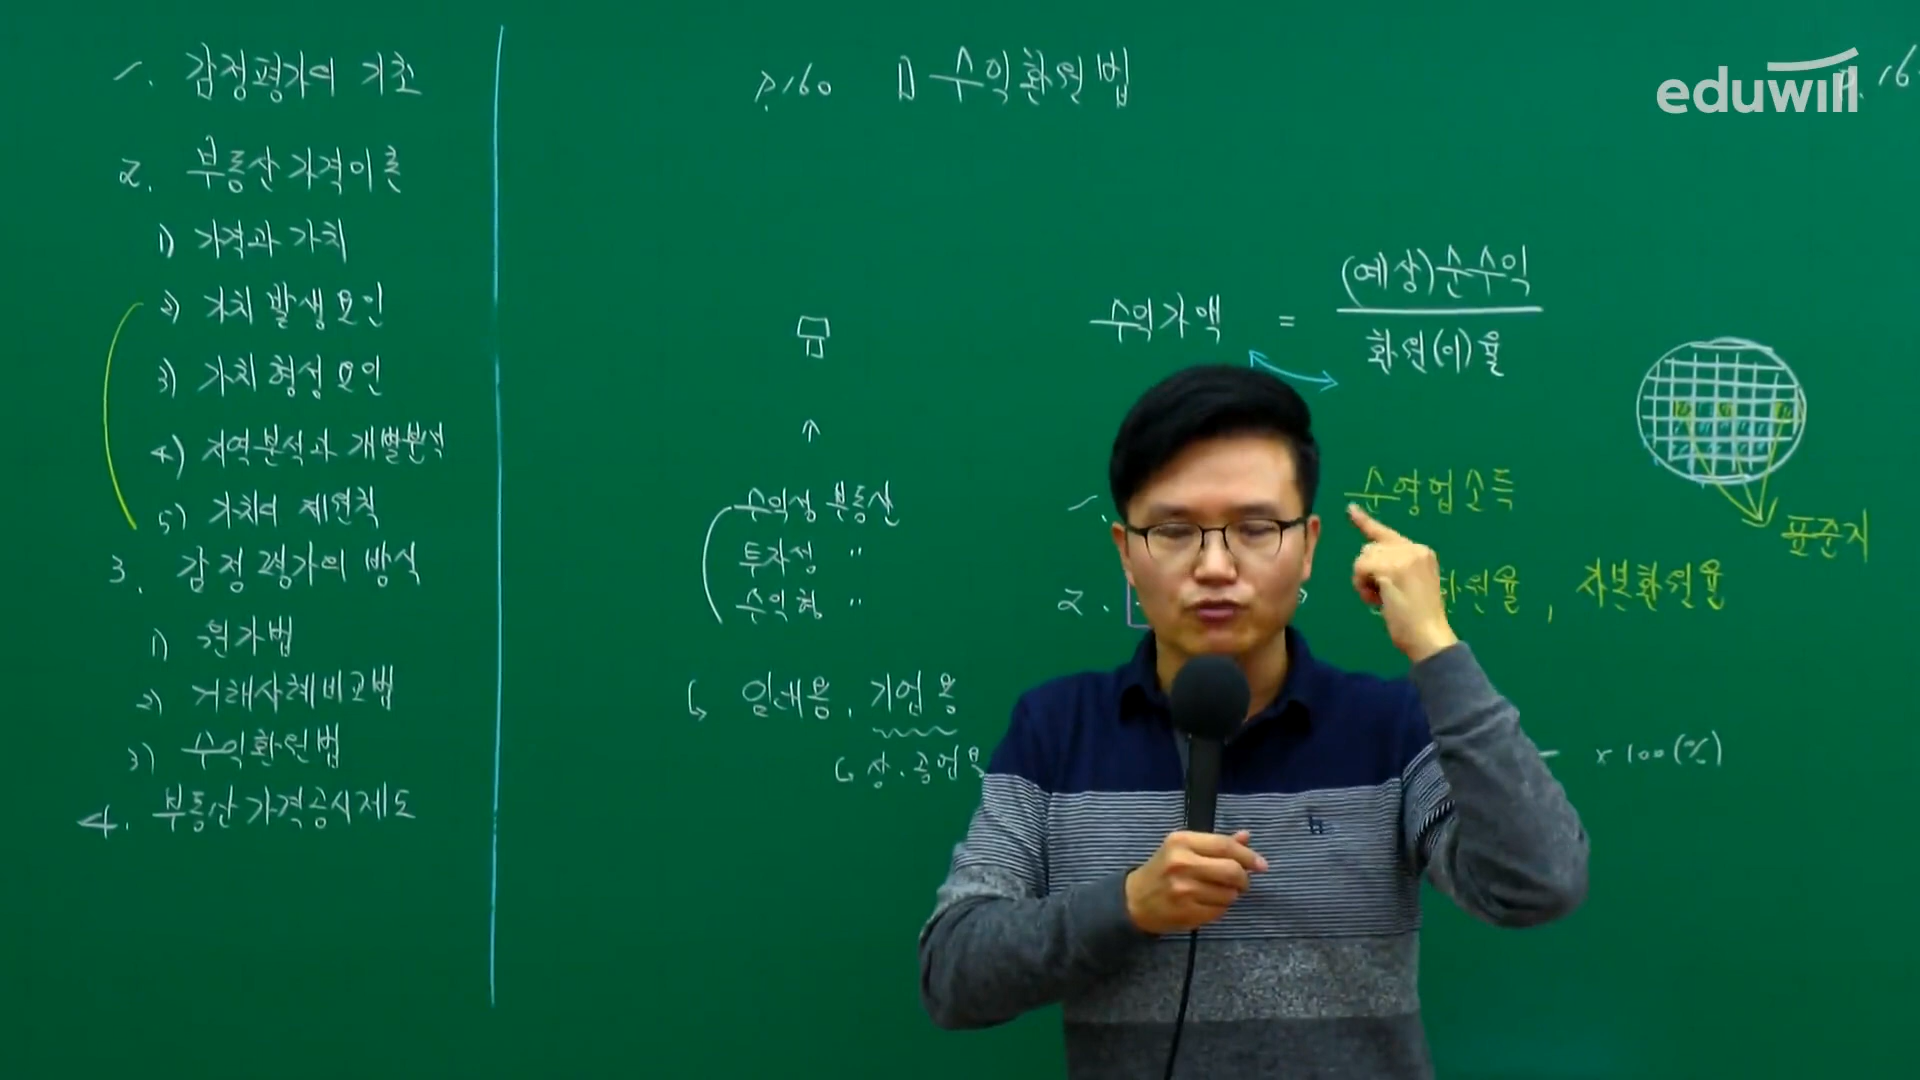 1. 감정평가의 기초
2. 부동산가격이론
1) 가격과 가치
2) 가치발생요인
3) 가치형성요인
4) 지역분석과 개별분석
5) 가치의 제원칙
3. 감정평가의 방식
1) 원가법
2) 거래사례비교법
3) 수익환원법
4. 부동산가격공시제도
P.160 1) 수익환원법
eduwill
수익가액 = (예상)순수익
환원(이)율
수익성 부동산
투자성 〃
수익형 〃
일반용, 기업용
상.공업용
1. 순영업소득
2. 환원율, 자본환원율
표준지
× 100(%)